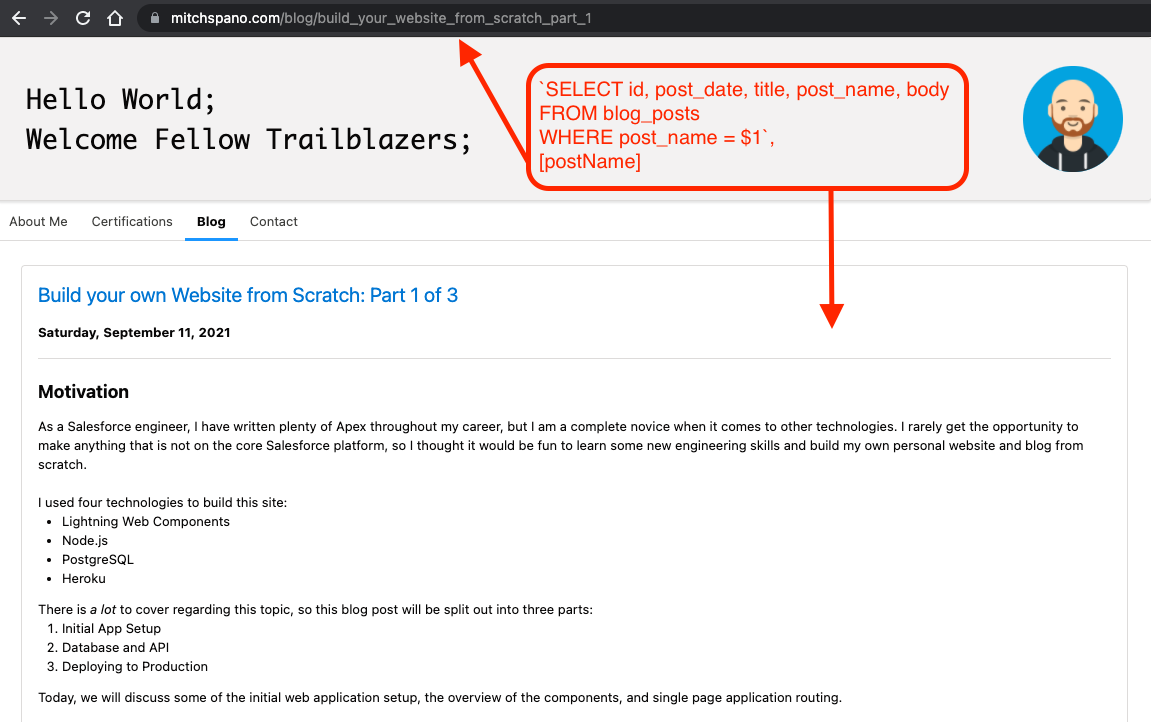 mitchspano.com/blog/build_your_website_from_scratch_part_1
Hello World;
Welcome Fellow Trailblazers;
`SELECT id, post_date, title, post_name, body
FROM blog_posts
WHERE post_name = $1`,
[postName]
About Me Certifications Blog Contact
Build your own Website from Scratch: Part 1 of 3
Saturday, September 11, 2021
Motivation
As a Salesforce engineer, I have written plenty of Apex throughout my career, but I am a complete novice when it comes to other technologies. I rarely get the opportunity to
make anything that is not on the core Salesforce platform, so I thought it would be fun to learn some new engineering skills and build my own personal website and blog from
scratch.
I used four technologies to build this site:
• Lightning Web Components
• Node.js
• PostgreSQL
• Heroku
There is a lot to cover regarding this topic, so this blog post will be split out into three parts:
1. Initial App Setup
2. Database and API
3. Deploying to Production
Today, we will discuss some of the initial web application setup, the overview of the components, and single page application routing.